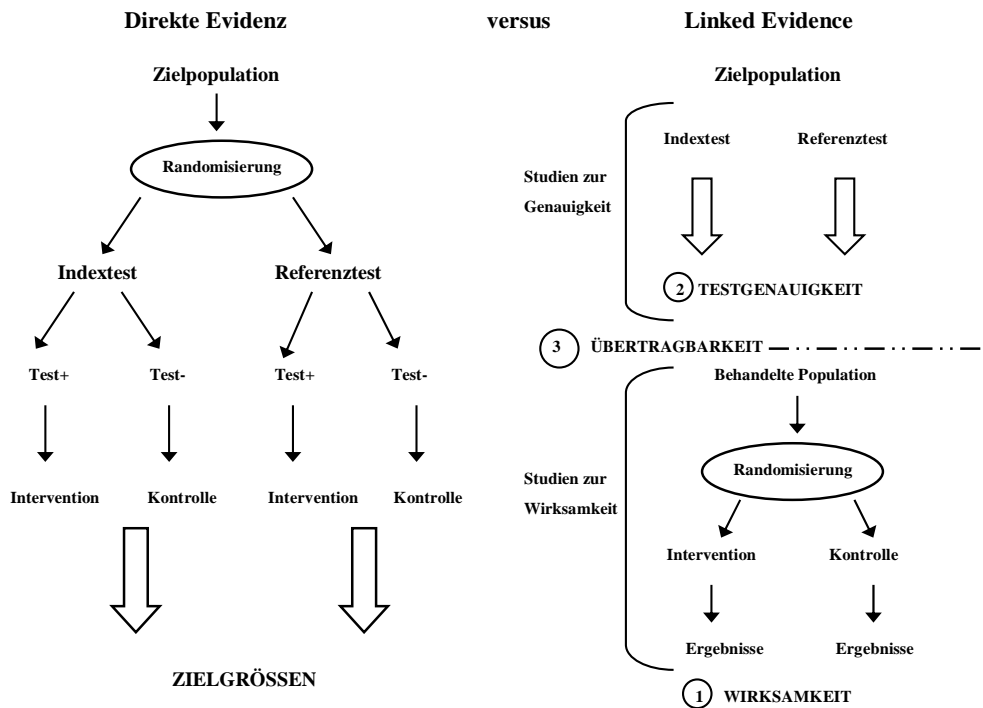 Direkte Evidenz versus Linked Evidence
Zielpopulation
Randomisierung
Indextest Referenztest
Test+ Test- Test+ Test-
Intervention Kontrolle Intervention Kontrolle
ZIELGRÖSSEN
Zielpopulation
Indextest Referenztest
Studien zur
Genauigkeit
2 TESTGENAUIGKEIT
3 ÜBERTRAGBARKEIT
Behandelte Population
Randomisierung
Studien zur
Wirksamkeit
Intervention Kontrolle
Ergebnisse Ergebnisse
1 WIRKSAMKEIT